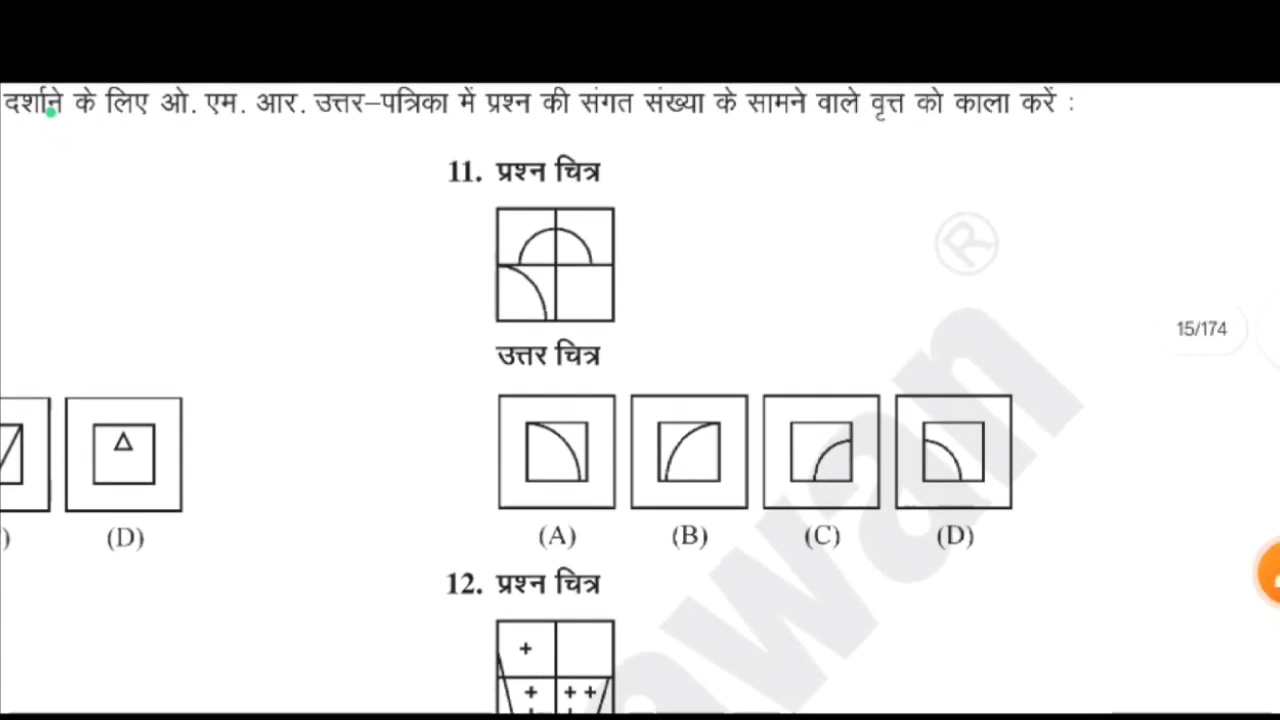 दर्शाने के लिए ओ. एम. आर. उत्तर–पत्रिका में प्रश्न की संगत संख्या के सामने वाले वृत्त को काला करें :
11. प्रश्न चित्र
15/174
उत्तर चित्र
) (D) (A) (B) (C) (D)
12. प्रश्न चित्र